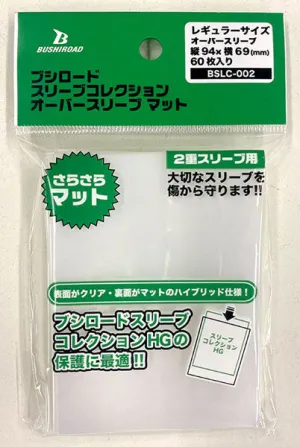 BUSHIROAD
レギュラーサイズ
オーバースリーブ
縦94×横69(mm)
60枚入り
BSLC-002
ブシロード
スリーブコレクション
オーバースリーブ マット
さらさら
マット
2重スリーブ用
大切なスリーブを
傷から守ります!!
表面がクリア・裏面がマットのハイブリッド仕様!
ブシロードスリーブ
コレクションHGの
保護に最適!!
スリーブ
コレクション
HG